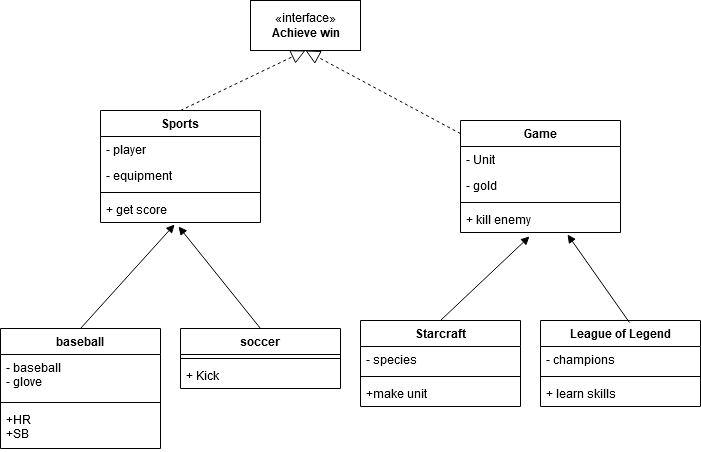 «interface»
Achieve win
Sports
- player
- equipment
+ get score
Game
- Unit
- gold
+ kill enemy
baseball
- baseball
- glove
+HR
+SB
soccer
+ Kick
Starcraft
- species
+make unit
League of Legend
- champions
+ learn skills